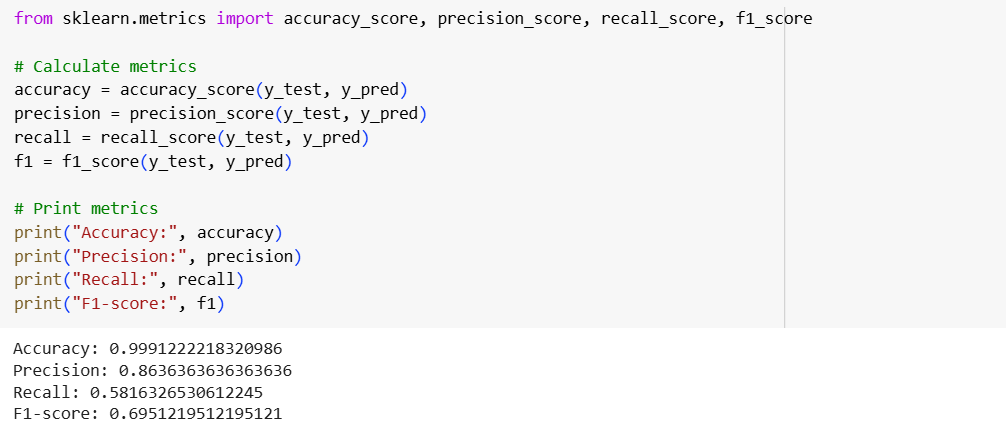 from sklearn.metrics import accuracy_score, precision_score, recall_score, f1_score
# Calculate metrics
accuracy = accuracy_score(y_test, y_pred)
precision = precision_score(y_test, y_pred)
recall = recall_score(y_test, y_pred)
f1 = f1_score(y_test, y_pred)
# Print metrics
print("Accuracy:", accuracy)
print("Precision:", precision)
print("Recall:", recall)
print("F1-score:", f1)
Accuracy: 0.9991222218320986
Precision: 0.8636363636363636
Recall: 0.5816326530612245
F1-score: 0.6951219512195121